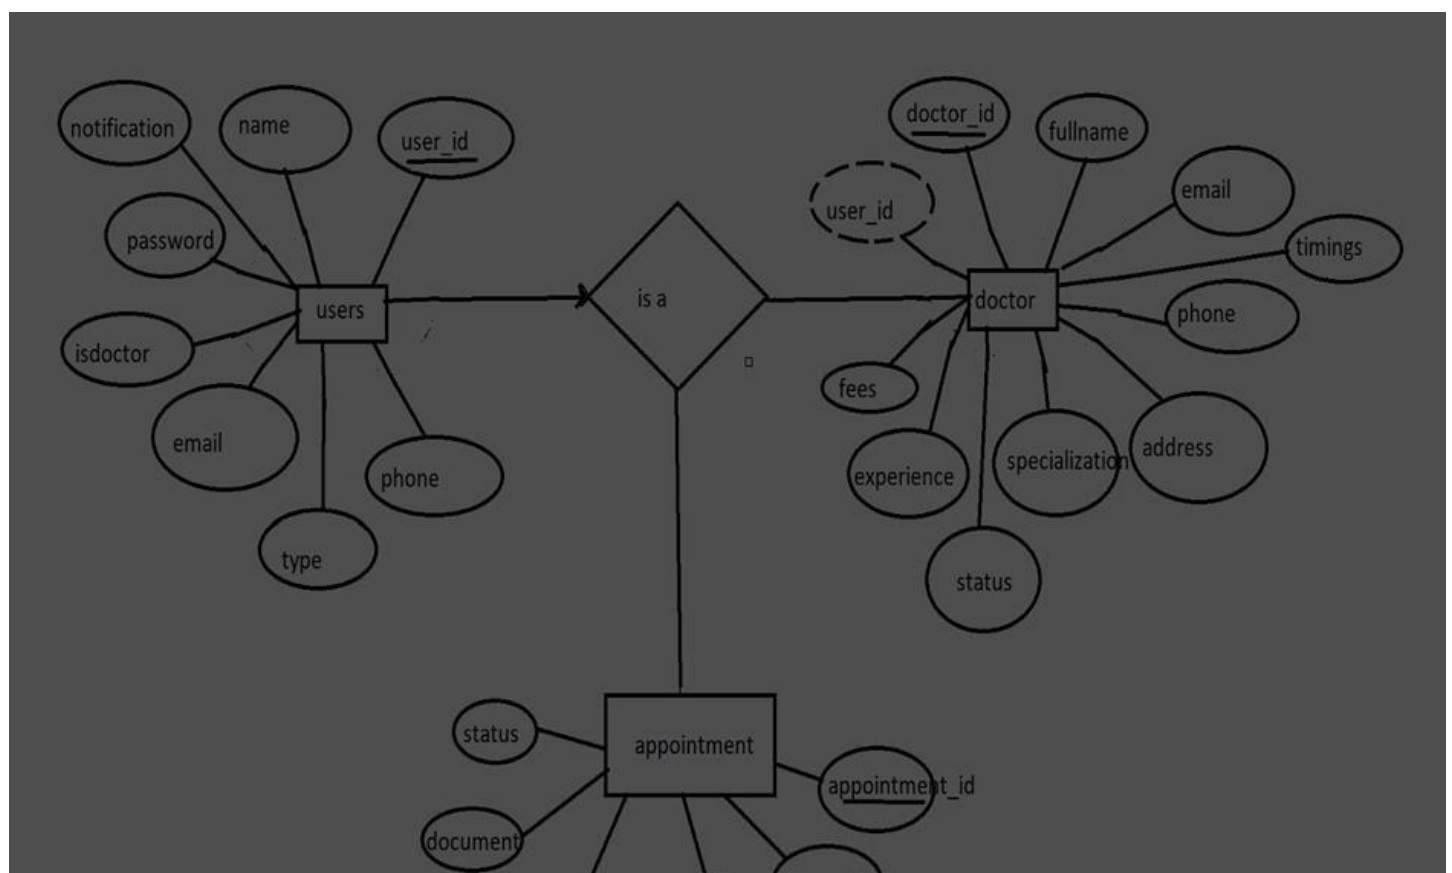 notification
name
user_id
password
users
isdoctor
email
type
phone
is a
doctor_id
fullname
user_id
email
timings
doctor
phone
fees
experience
specialization
address
status
status
appointment
appointment_id
document